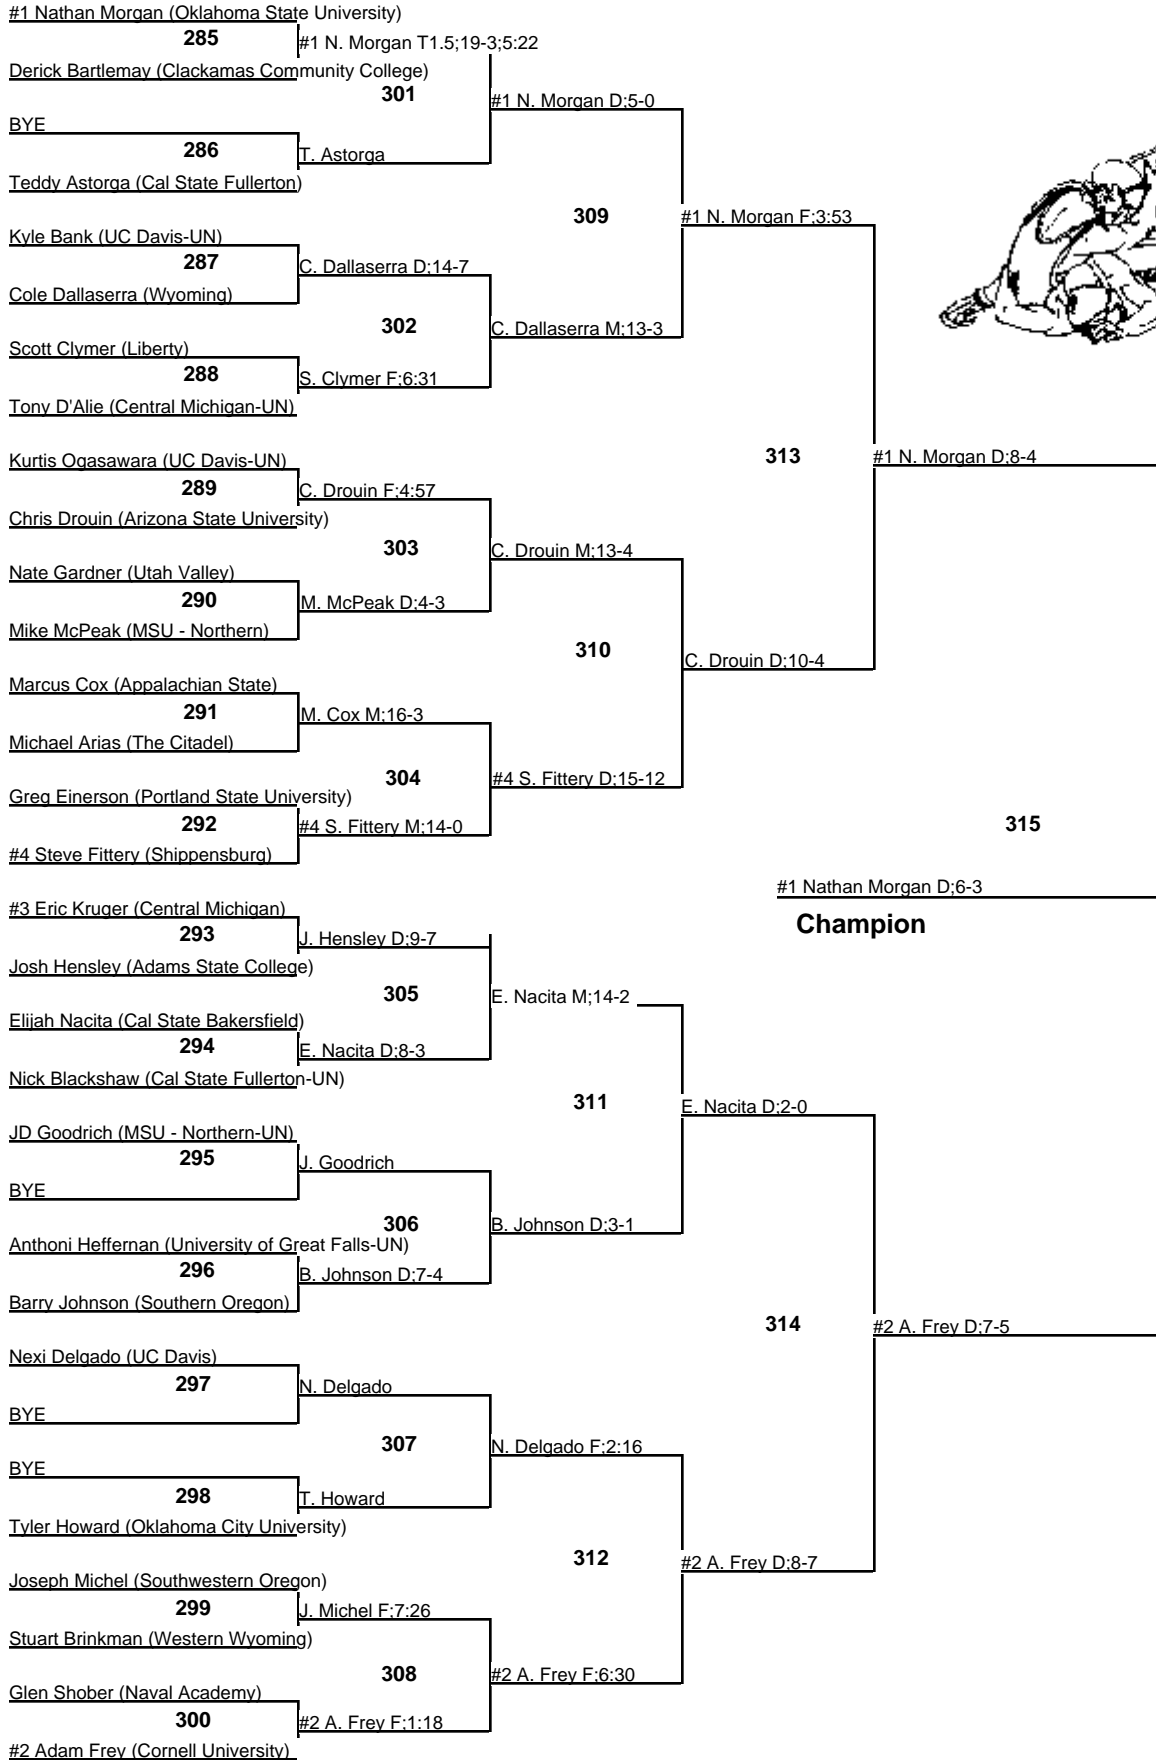 #1 Nathan Morgan (Oklahoma State University)
285
#1 N. Morgan T1.5;19-3;5:22
Derick Bartlemay (Clackamas Community College)
301
#1 N. Morgan D;5-0
BYE
286
T. Astorga
Teddy Astorga (Cal State Fullerton)
309
#1 N. Morgan F;3:53
Kyle Bank (UC Davis-UN)
287
C. Dallaserra D;14-7
Cole Dallaserra (Wyoming)
302
C. Dallaserra M;13-3
Scott Clymer (Liberty)
288
S. Clymer F;6:31
Tony D'Alie (Central Michigan-UN)
313
#1 N. Morgan D;8-4
Kurtis Ogasawara (UC Davis-UN)
289
C. Drouin F;4:57
Chris Drouin (Arizona State University)
303
C. Drouin M;13-4
Nate Gardner (Utah Valley)
290
M. McPeak D;4-3
Mike McPeak (MSU - Northern)
310
C. Drouin D;10-4
Marcus Cox (Appalachian State)
291
M. Cox M;16-3
Michael Arias (The Citadel)
304
#4 S. Fittery D;15-12
Greg Einerson (Portland State University)
292
#4 S. Fittery M;14-0
315
#4 Steve Fittery (Shippensburg)
#1 Nathan Morgan D;6-3
Champion
#3 Eric Kruger (Central Michigan)
293
J. Hensley D;9-7
Josh Hensley (Adams State College)
305
E. Nacita M;14-2
Elijah Nacita (Cal State Bakersfield)
294
E. Nacita D;8-3
Nick Blackshaw (Cal State Fullerton-UN)
311
E. Nacita D;2-0
JD Goodrich (MSU - Northern-UN)
295
J. Goodrich
BYE
306
B. Johnson D;3-1
Anthoni Heffernan (University of Great Falls-UN)
296
B. Johnson D;7-4
Barry Johnson (Southern Oregon)
314
#2 A. Frey D;7-5
Nexi Delgado (UC Davis)
297
N. Delgado
BYE
307
N. Delgado F;2:16
BYE
298
T. Howard
Tyler Howard (Oklahoma City University)
312
#2 A. Frey D;8-7
Joseph Michel (Southwestern Oregon)
299
J. Michel F;7:26
Stuart Brinkman (Western Wyoming)
308
#2 A. Frey F;6:30
Glen Shober (Naval Academy)
300
#2 A. Frey F;1:18
#2 Adam Frey (Cornell University)